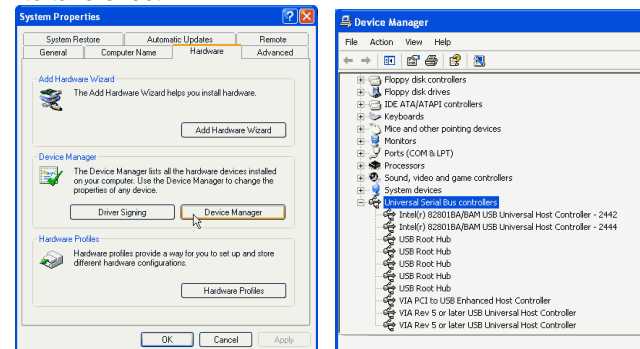 System Properties
System Restore Automatic Updates Remote
General Computer Name Hardware Advanced
Add Hardware Wizard
The Add Hardware Wizard helps you install hardware.
Add Hardware Wizard
Device Manager
The Device Manager lists all the hardware devices installed
on your computer. Use the Device Manager to change the
properties of any device.
Driver Signing Device Manager
Hardware Profiles
Hardware profiles provide a way for you to set up and store
different hardware configurations.
Hardware Profiles
OK Cancel Apply
Device Manager
File Action View Help
Floppy disk controllers
Floppy disk drives
IDE ATA/ATAPI controllers
Keyboards
Mice and other pointing devices
Monitors
Ports (COM & LPT)
Processors
Sound, video and game controllers
System devices
Universal Serial Bus controllers
Intel(r) 82801BA/BAM USB Universal Host Controller - 2442
Intel(r) 82801BA/BAM USB Universal Host Controller - 2444
USB Root Hub
USB Root Hub
USB Root Hub
USB Root Hub
USB Root Hub
VIA PCI to USB Enhanced Host Controller
VIA Rev 5 or later USB Universal Host Controller
VIA Rev 5 or later USB Universal Host Controller